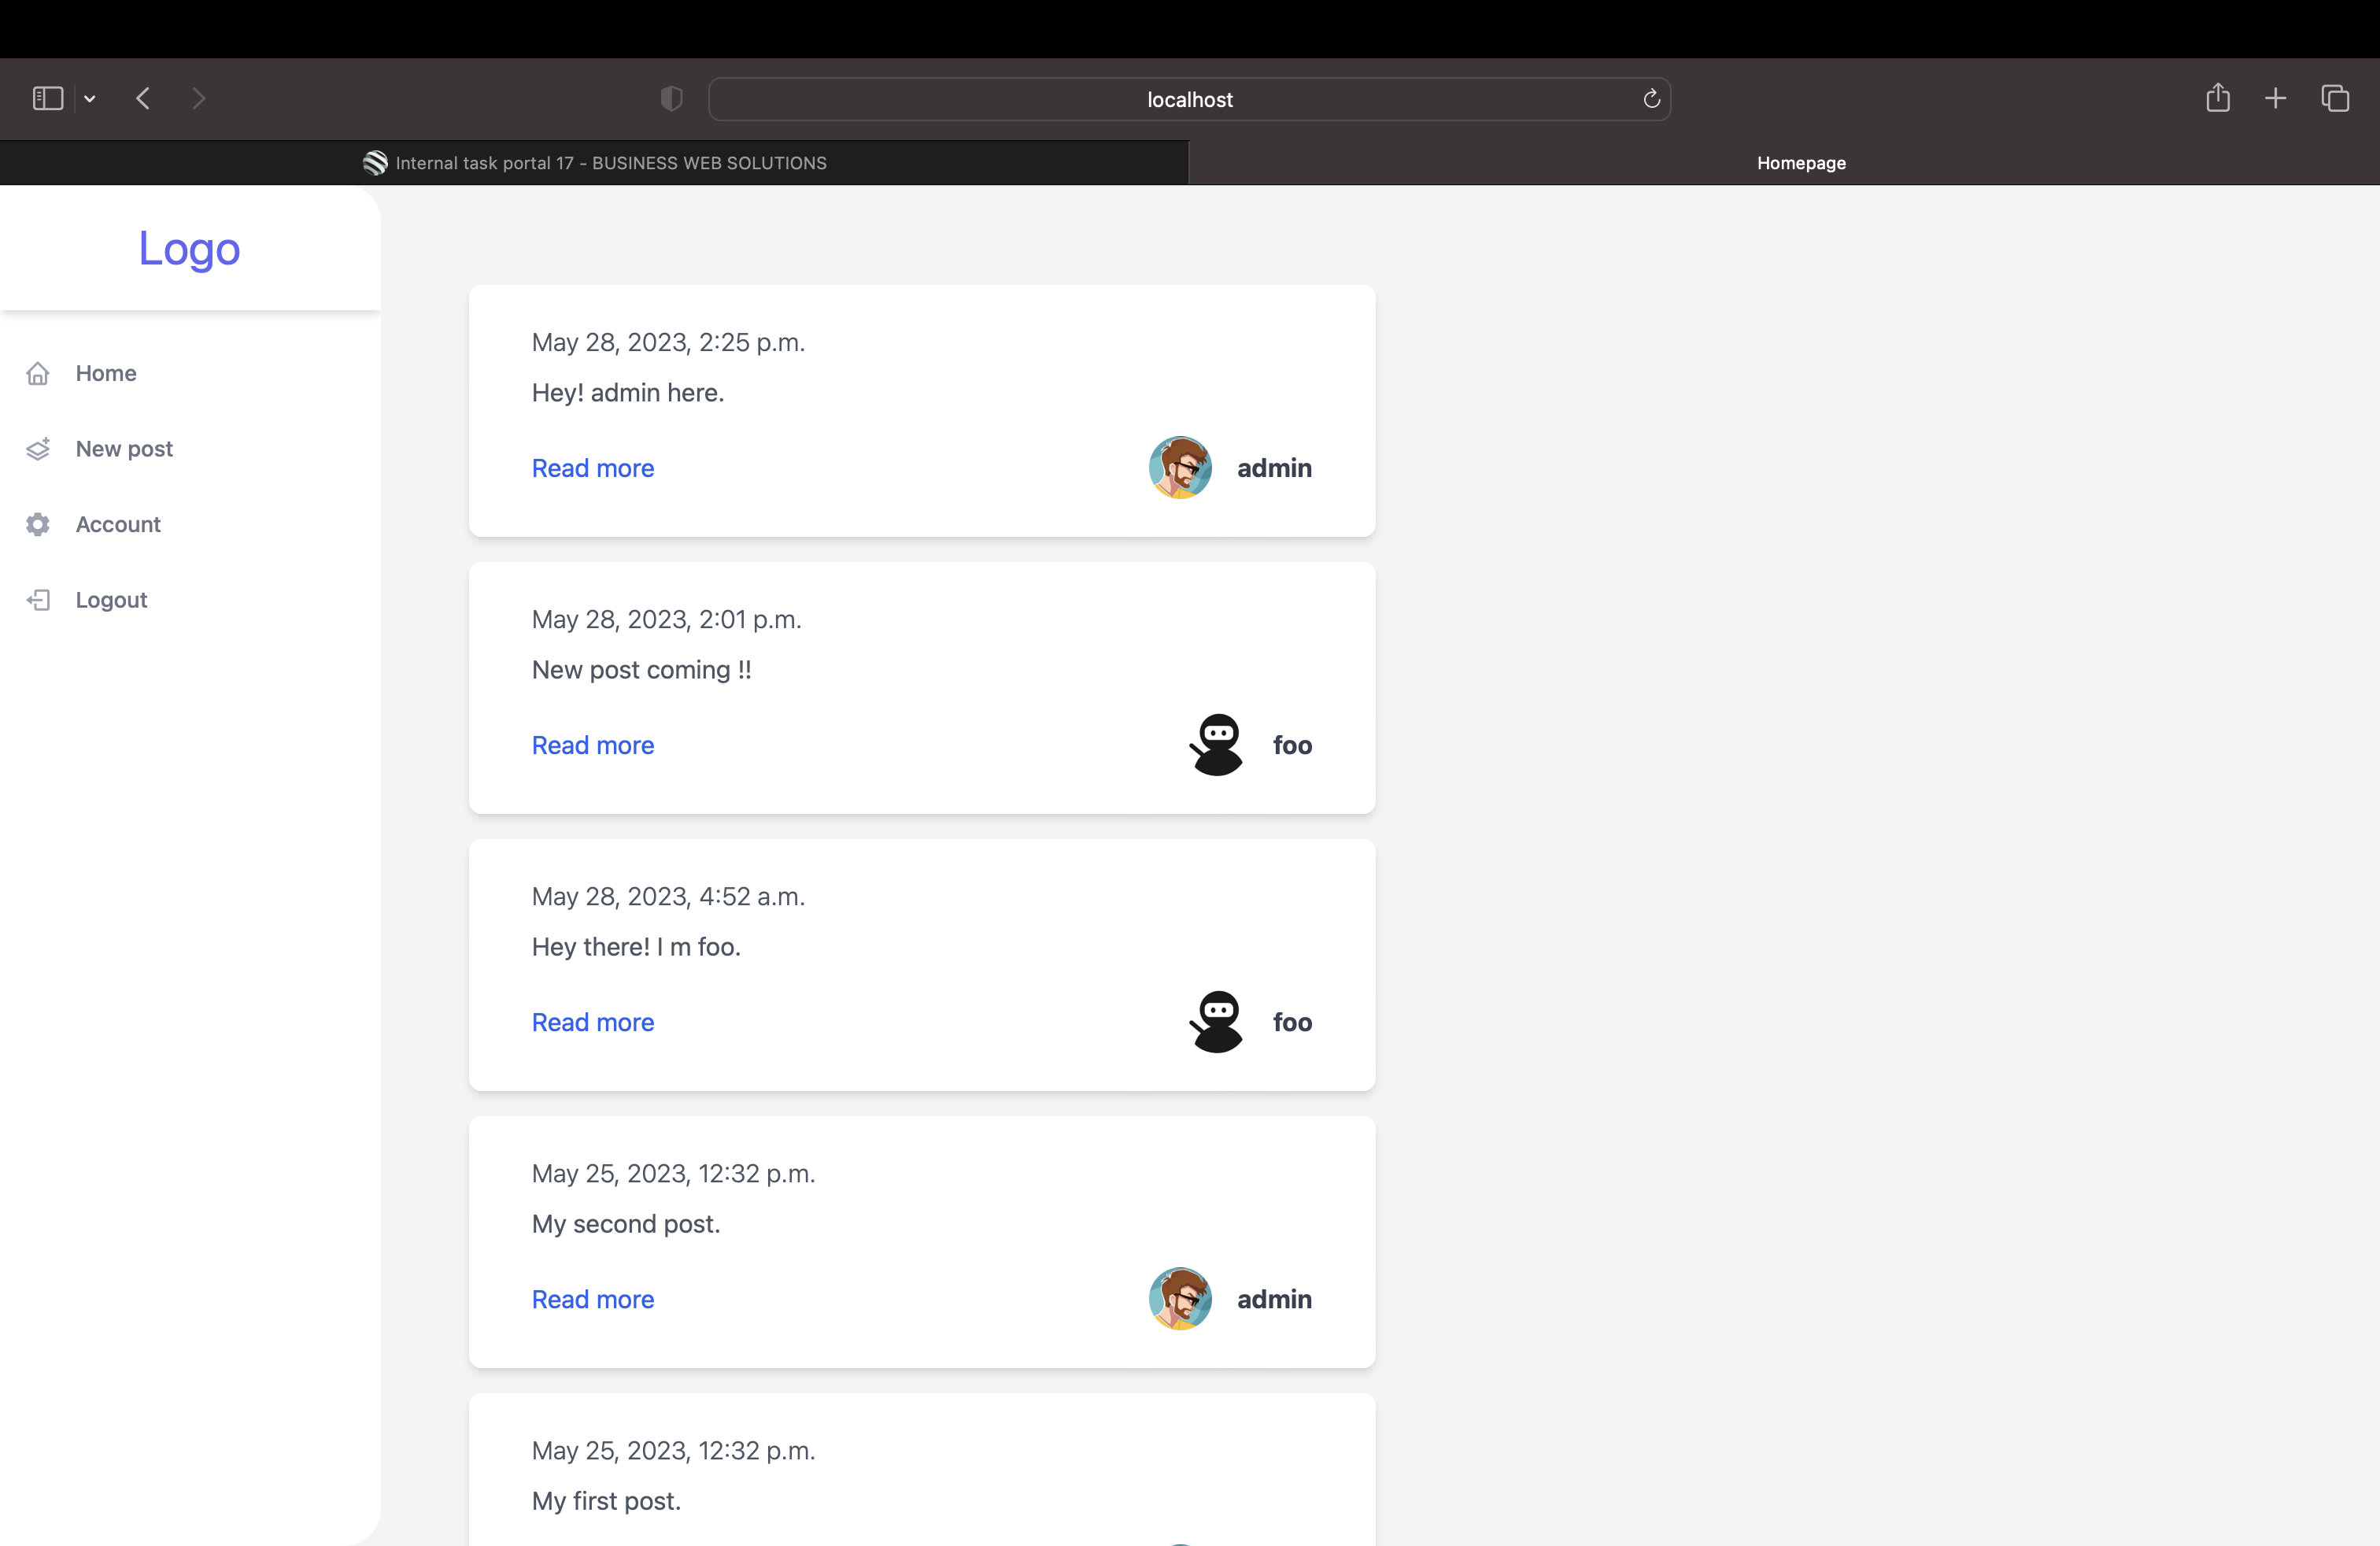 localhost
Internal task portal 17 - BUSINESS WEB SOLUTIONS
Homepage
Logo
Home
New post
Account
Logout
May 28, 2023, 2:25 p.m.
Hey! admin here.
Read more
admin
May 28, 2023, 2:01 p.m.
New post coming !!
Read more
foo
May 28, 2023, 4:52 a.m.
Hey there! I m foo.
Read more
foo
May 25, 2023, 12:32 p.m.
My second post.
Read more
admin
May 25, 2023, 12:32 p.m.
My first post.